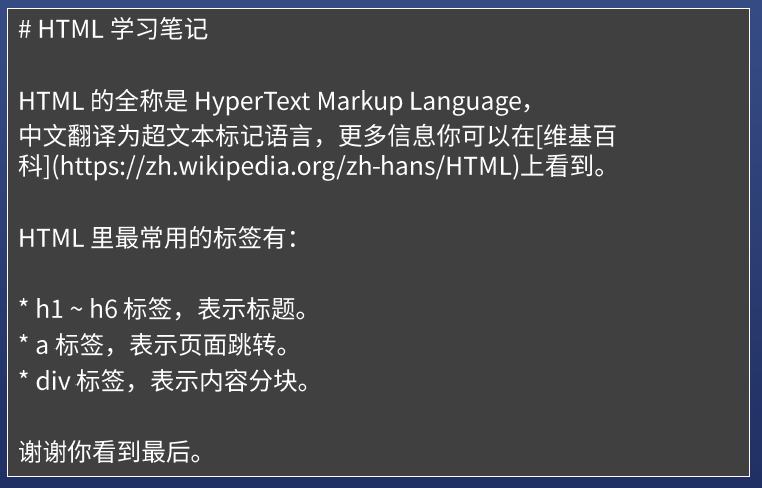 # HTML 学习笔记
HTML 的全称是 HyperText Markup Language，
中文翻译为超文本标记语言，更多信息你可以在[维基百
科](https://zh.wikipedia.org/zh-hans/HTML)上看到。
HTML 里最常用的标签有：
* h1 ~ h6 标签，表示标题。
* a 标签，表示页面跳转。
* div 标签，表示内容分块。
谢谢你看到最后。